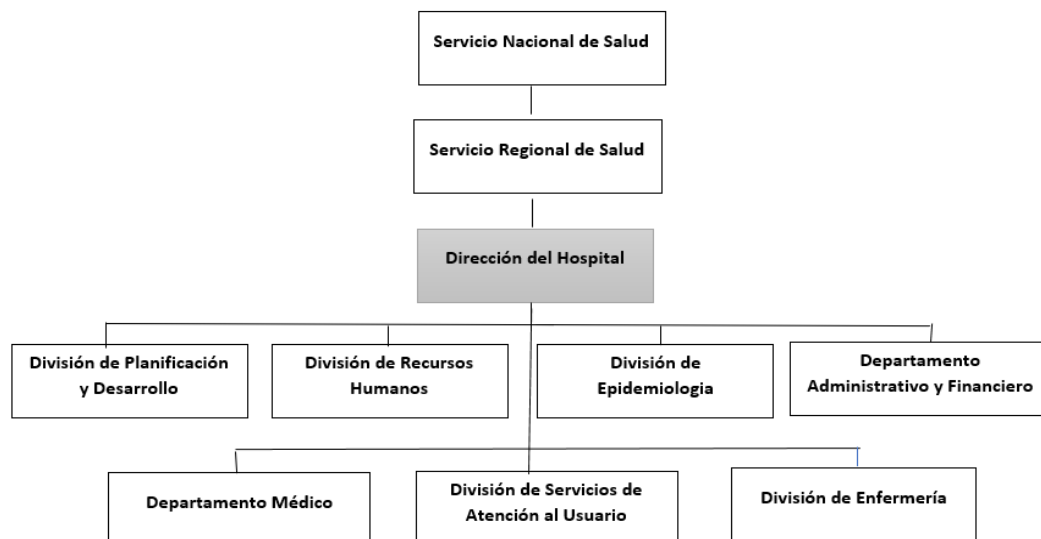 Servicio Nacional de Salud
Servicio Regional de Salud
Dirección del Hospital
División de Planificación
y Desarrollo
División de Recursos
Humanos
División de
Epidemiologia
Departamento
Administrativo y Financiero
Departamento Médico
División de Servicios de
Atención al Usuario
División de Enfermería